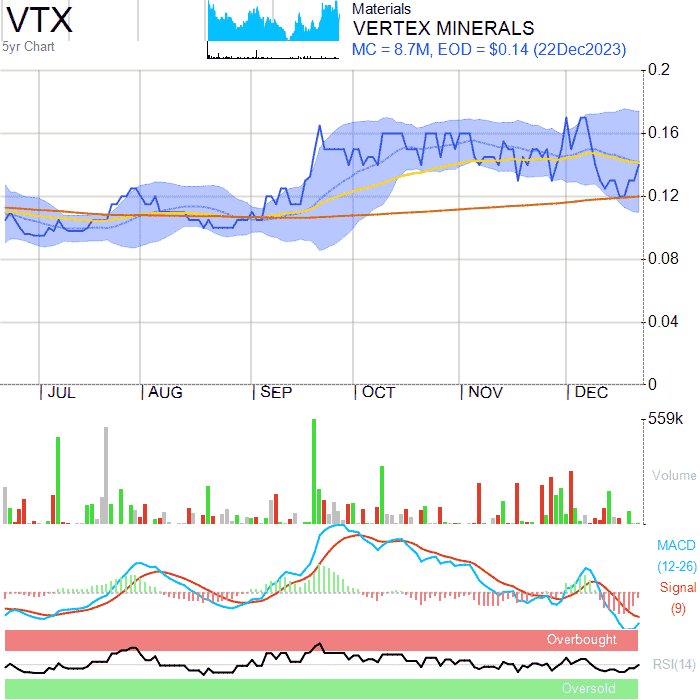 VTX
5yr Chart
Materials
VERTEX MINERALS
MC = 8.7M, EOD = $0.14 (22Dec2023)
0.2
0.16
0.12
0.08
0.04
0
JUL AUG SEP OCT NOV DEC
559k
Volume
MACD
(12-26)
Signal
(9)
Overbought
RSI(14)
Oversold